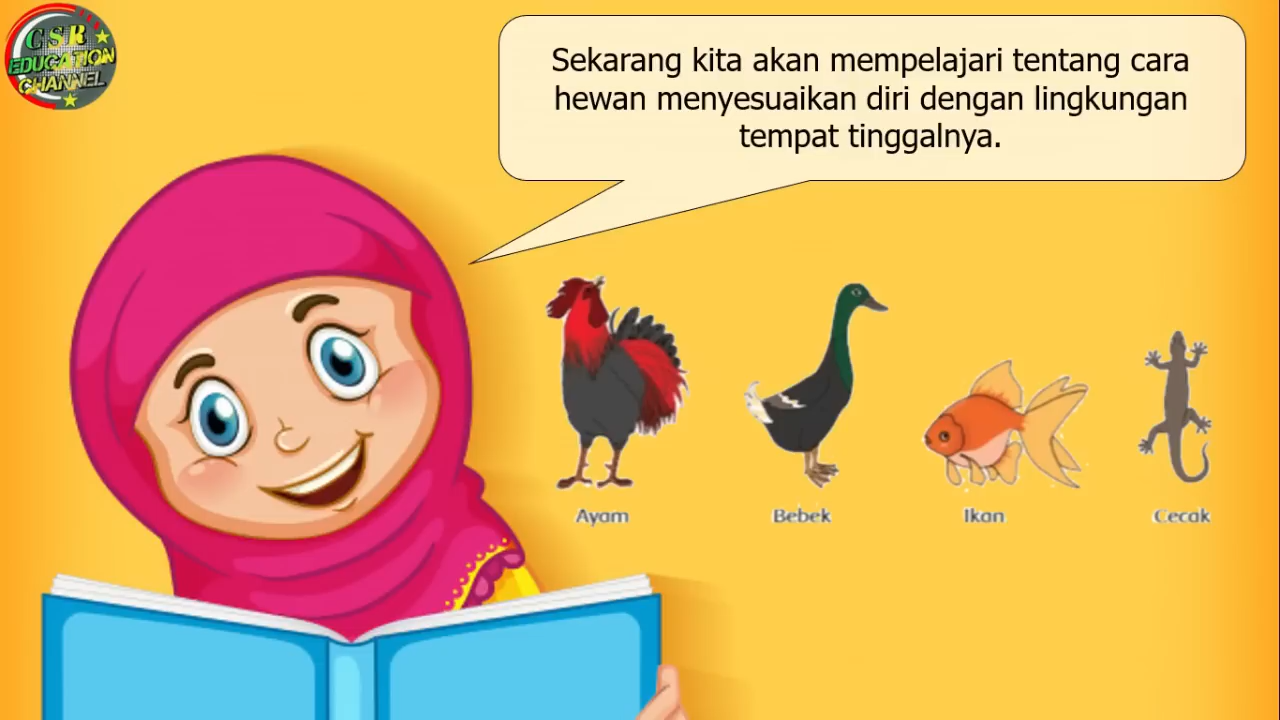 CSR
EDUCATION
CHANNEL
Sekarang kita akan mempelajari tentang cara
hewan menyesuaikan diri dengan lingkungan
tempat tinggalnya.
Ayam Bebek Ikan Cecak